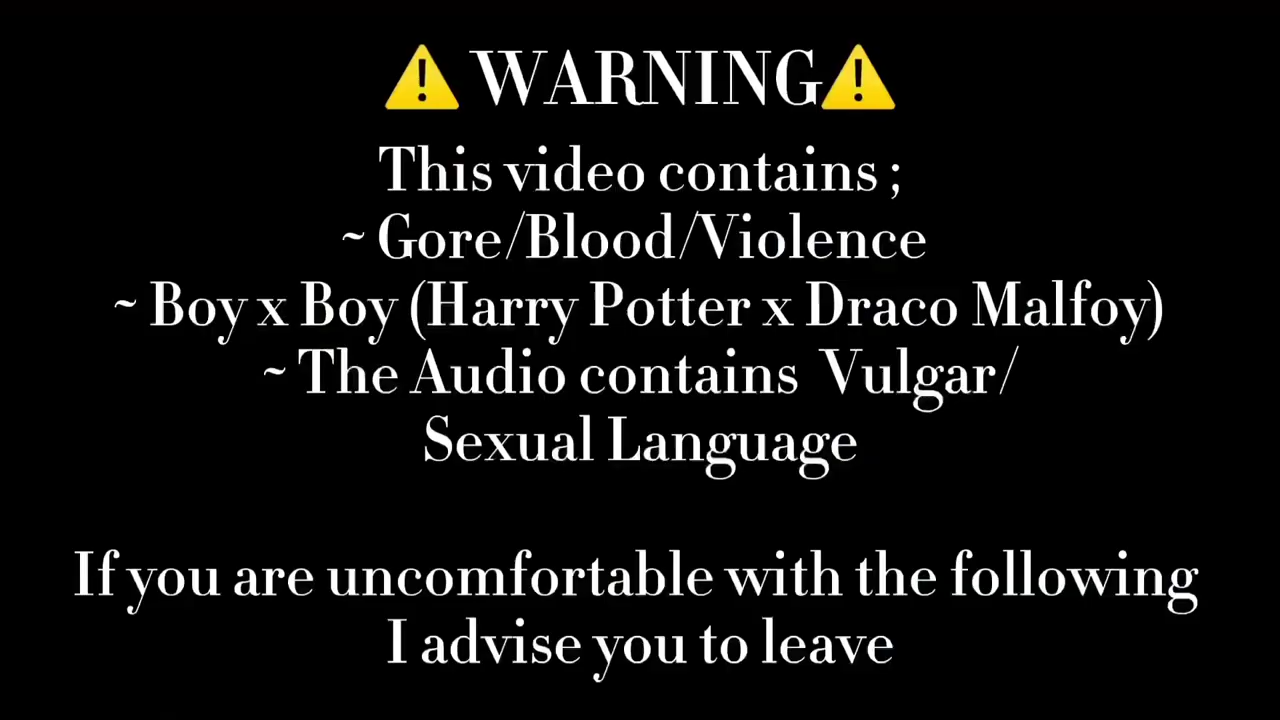 ⚠️ WARNING⚠️
This video contains ;
~ Gore/Blood/Violence
~ Boy x Boy (Harry Potter x Draco Malfoy)
~ The Audio contains Vulgar/
Sexual Language
If you are uncomfortable with the following
I advise you to leave